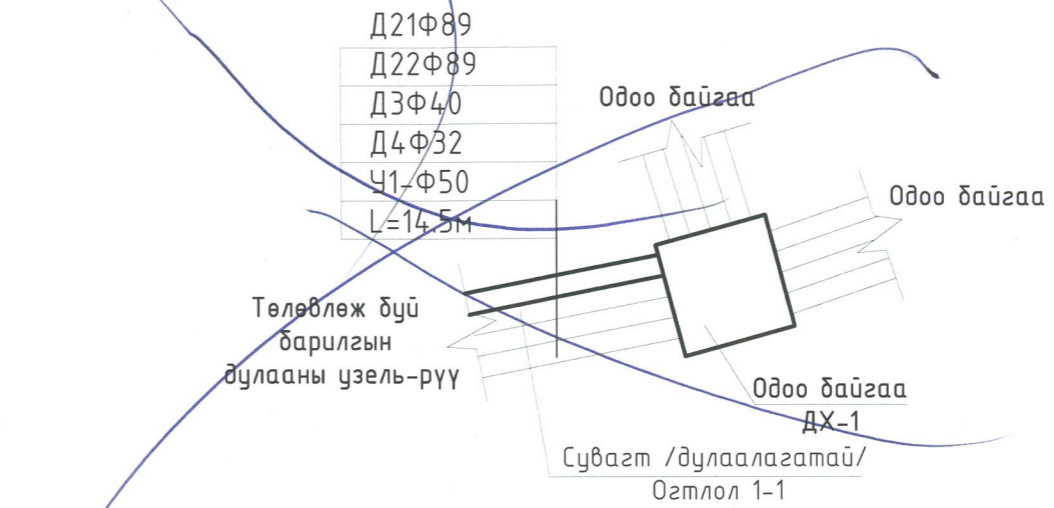 Д21Ф89
Д22Ф89
Д3Ф40
Д4Ф32
У1-Ф50
L=14.5м
Одоо байгаа
Одоо байгаа
Төлөвлөж буй
барилгын
дулааны узель-рүү
Одоо байгаа
ДХ-1
Сувагт /дулаалагатай/
Огтлол 1-1